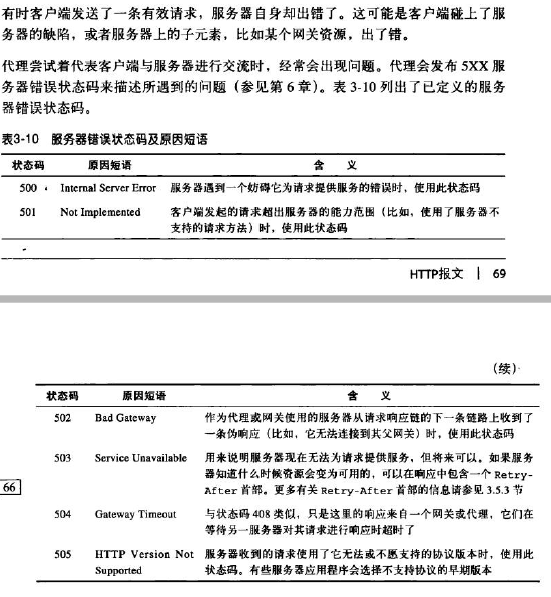 有时客户端发送了一条有效请求，服务器自身却出错了。这可能是客户端碰上了服
务器的缺陷，或者服务器上的子元素，比如某个网关资源，出了错。
代理尝试着代表客户端与服务器进行交流时，经常会出现问题。代理会发布 5XX 服
务器错误状态码来描述所遇到的问题（参见第 6 章）。表 3-10 列出了已定义的服务
器错误状态码。
表3-10 服务器错误状态码及原因短语
状态码 原因短语 含 义
500 Internal Server Error 服务器遇到一个妨碍它为请求提供服务的错误时，使用此状态码
501 Not Implemented 客户端发起的请求超出服务器的能力范围（比如，使用了服务器不
支持的请求方法）时，使用此状态码
HTTP报文 | 69
（续）
状态码 原因短语 含 义
502 Bad Gateway 作为代理或网关使用的服务器从请求响应链的下一条链路上收到了
一条伪响应（比如，它无法连接到其父网关）时，使用此状态码
503 Service Unavailable 用来说明服务器现在无法为请求提供服务，但将来可以。如果服务
器知道什么时候资源会变为可用的，可以在响应中包含一个 Retry-
66 After 首部。更多有关 Retry-After 首部的信息请参见 3.5.3 节
504 Gateway Timeout 与状态码 408 类似，只是这里的响应来自一个网关或代理，它们在
等待另一服务器对其请求进行响应时超时了
505 HTTP Version Not 服务器收到的请求使用了它无法或不愿支持的协议版本时，使用此
Supported 状态码。有些服务器应用程序会选择不支持协议的早期版本